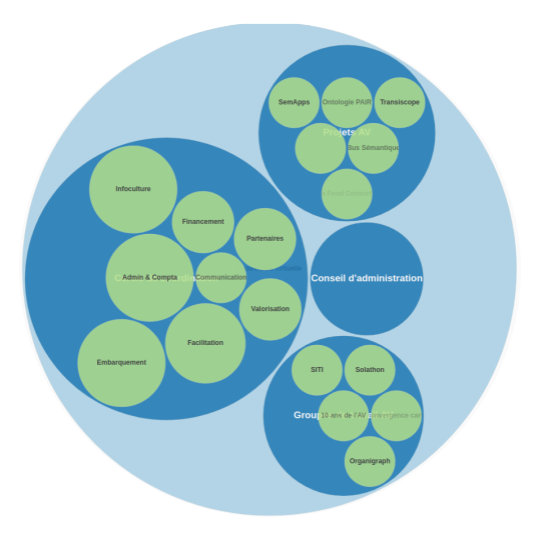 SemApps
Ontologie PAIR
Transiscope
Projets AV
Bus Sémantique
Infoculture
Financement
Partenaires
Admin & Compta
Communication
Conseil d'administration
Valorisation
Facilitation
Embarquement
SITI
Solathon
Group
10 ans de l'AV
Organigraph